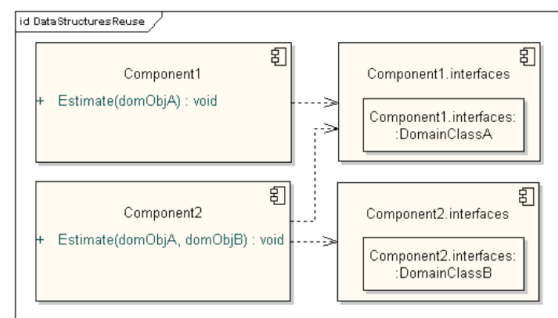 id DataStructuresReuse
Component1
+ Estimate(domObjA) : void
Component1.interfaces
Component1.interfaces:
:DomainClassA
Component2
+ Estimate(domObjA, domObjB) : void
Component2.interfaces
Component2.interfaces:
:DomainClassB